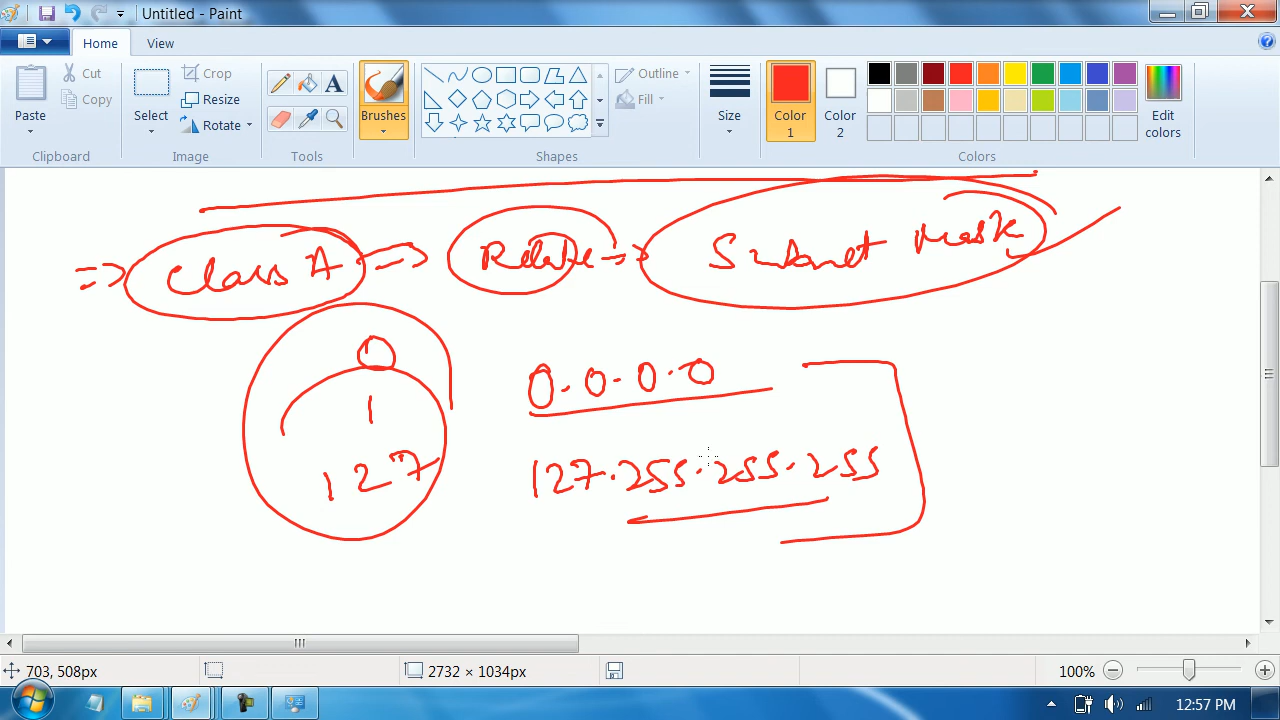 Untitled - Paint
Home View
Cut
Copy
Paste
Clipboard
Select
Crop
Resize
Rotate
Image
Tools
Brushes
Outline
Fill
Shapes
Size
Color 1
Color 2
Edit colors
Colors
=> Class A => Relate => Subnet Mask
0
1
127
0.0.0.0
127.255.255.255
703, 508px
2732 × 1034px
100%
12:57 PM